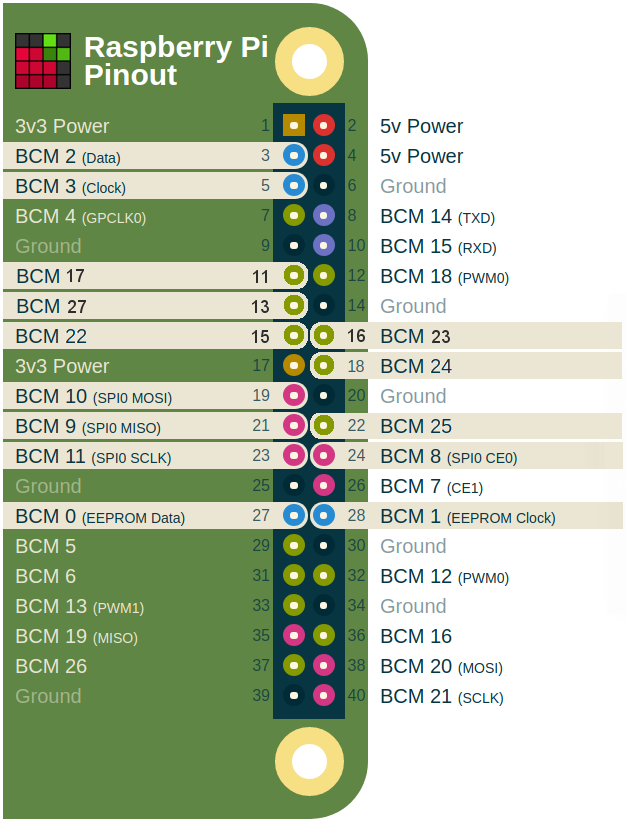 Raspberry Pi
Pinout
3v3 Power 1 2 5v Power
BCM 2 (Data) 3 4 5v Power
BCM 3 (Clock) 5 6 Ground
BCM 4 (GPCLK0) 7 8 BCM 14 (TXD)
Ground 9 10 BCM 15 (RXD)
BCM 17 11 12 BCM 18 (PWM0)
BCM 27 13 14 Ground
BCM 22 15 16 BCM 23
3v3 Power 17 18 BCM 24
BCM 10 (SPI0 MOSI) 19 20 Ground
BCM 9 (SPI0 MISO) 21 22 BCM 25
BCM 11 (SPI0 SCLK) 23 24 BCM 8 (SPI0 CE0)
Ground 25 26 BCM 7 (CE1)
BCM 0 (EEPROM Data) 27 28 BCM 1 (EEPROM Clock)
BCM 5 29 30 Ground
BCM 6 31 32 BCM 12 (PWM0)
BCM 13 (PWM1) 33 34 Ground
BCM 19 (MISO) 35 36 BCM 16
BCM 26 37 38 BCM 20 (MOSI)
Ground 39 40 BCM 21 (SCLK)